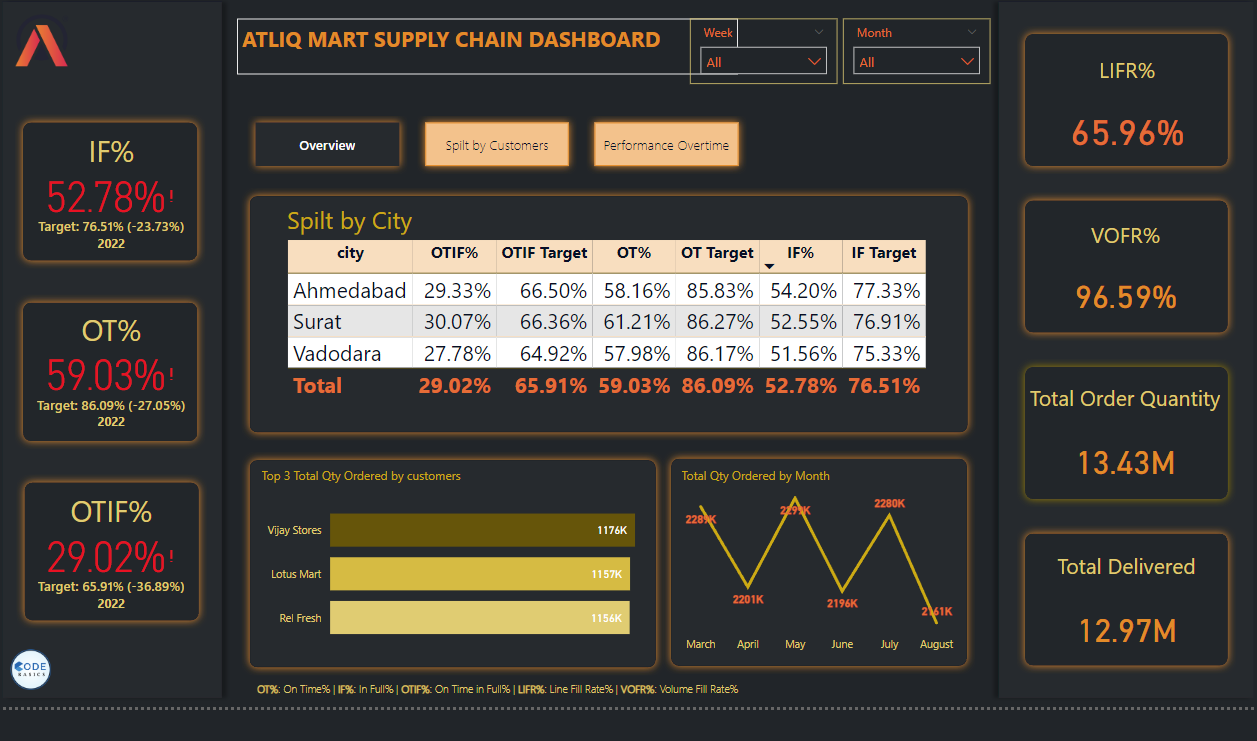 ATLIQ MART SUPPLY CHAIN DASHBOARD
Week
All
Month
All
IF%
52.78%!
Target: 76.51% (-23.73%)
2022
OT%
59.03%!
Target: 86.09% (-27.05%)
2022
OTIF%
29.02%!
Target: 65.91% (-36.89%)
2022
CODE
BASICS
Overview
Spilt by Customers
Performance Overtime
Spilt by City
city OTIF% OTIF Target OT% OT Target IF% IF Target
Ahmedabad 29.33% 66.50% 58.16% 85.83% 54.20% 77.33%
Surat 30.07% 66.36% 61.21% 86.27% 52.55% 76.91%
Vadodara 27.78% 64.92% 57.98% 86.17% 51.56% 75.33%
Total 29.02% 65.91% 59.03% 86.09% 52.78% 76.51%
Top 3 Total Qty Ordered by customers
Vijay Stores 1176K
Lotus Mart 1157K
Rel Fresh 1156K
Total Qty Ordered by Month
2289K 2201K 2299K 2196K 2280K 2161K
March April May June July August
OT%: On Time% | IF%: In Full% | OTIF%: On Time in Full% | LIFR%: Line Fill Rate% | VOFR%: Volume Fill Rate%
LIFR%
65.96%
VOFR%
96.59%
Total Order Quantity
13.43M
Total Delivered
12.97M